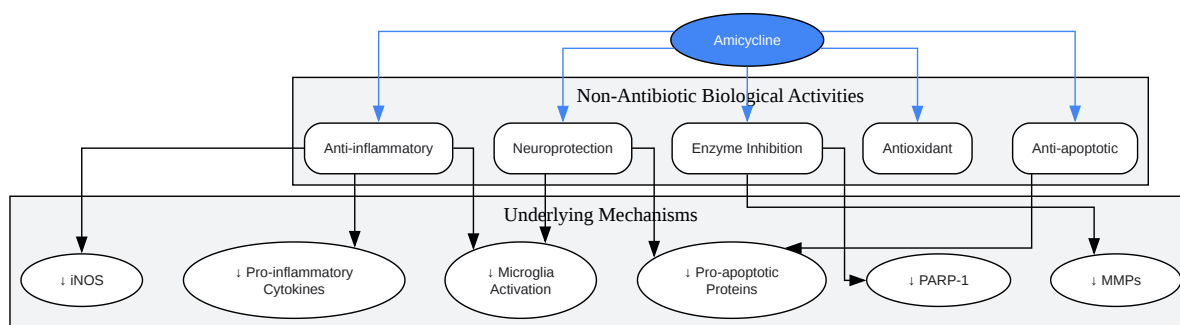 Amicycline
Non-Antibiotic Biological Activities
Anti-inflammatory
Neuroprotection
Enzyme Inhibition
Antioxidant
Anti-apoptotic
Underlying Mechanisms
↓ iNOS
↓ Pro-inflammatory
Cytokines
↓ Microglia
Activation
↓ Pro-apoptotic
Proteins
↓ PARP-1
↓ MMPs